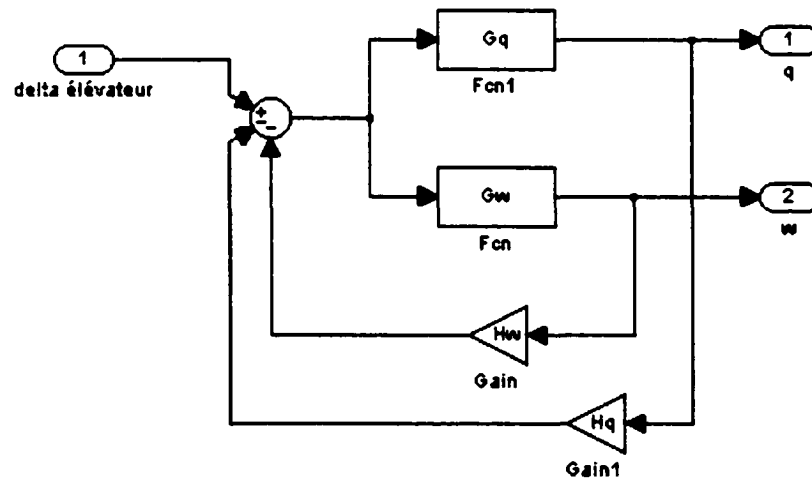 1
delta élévateur
+
-
-
Gq
Fcn1
1
q
Gw
Fcn
2
w
Hw
Gain
Hq
Gain1